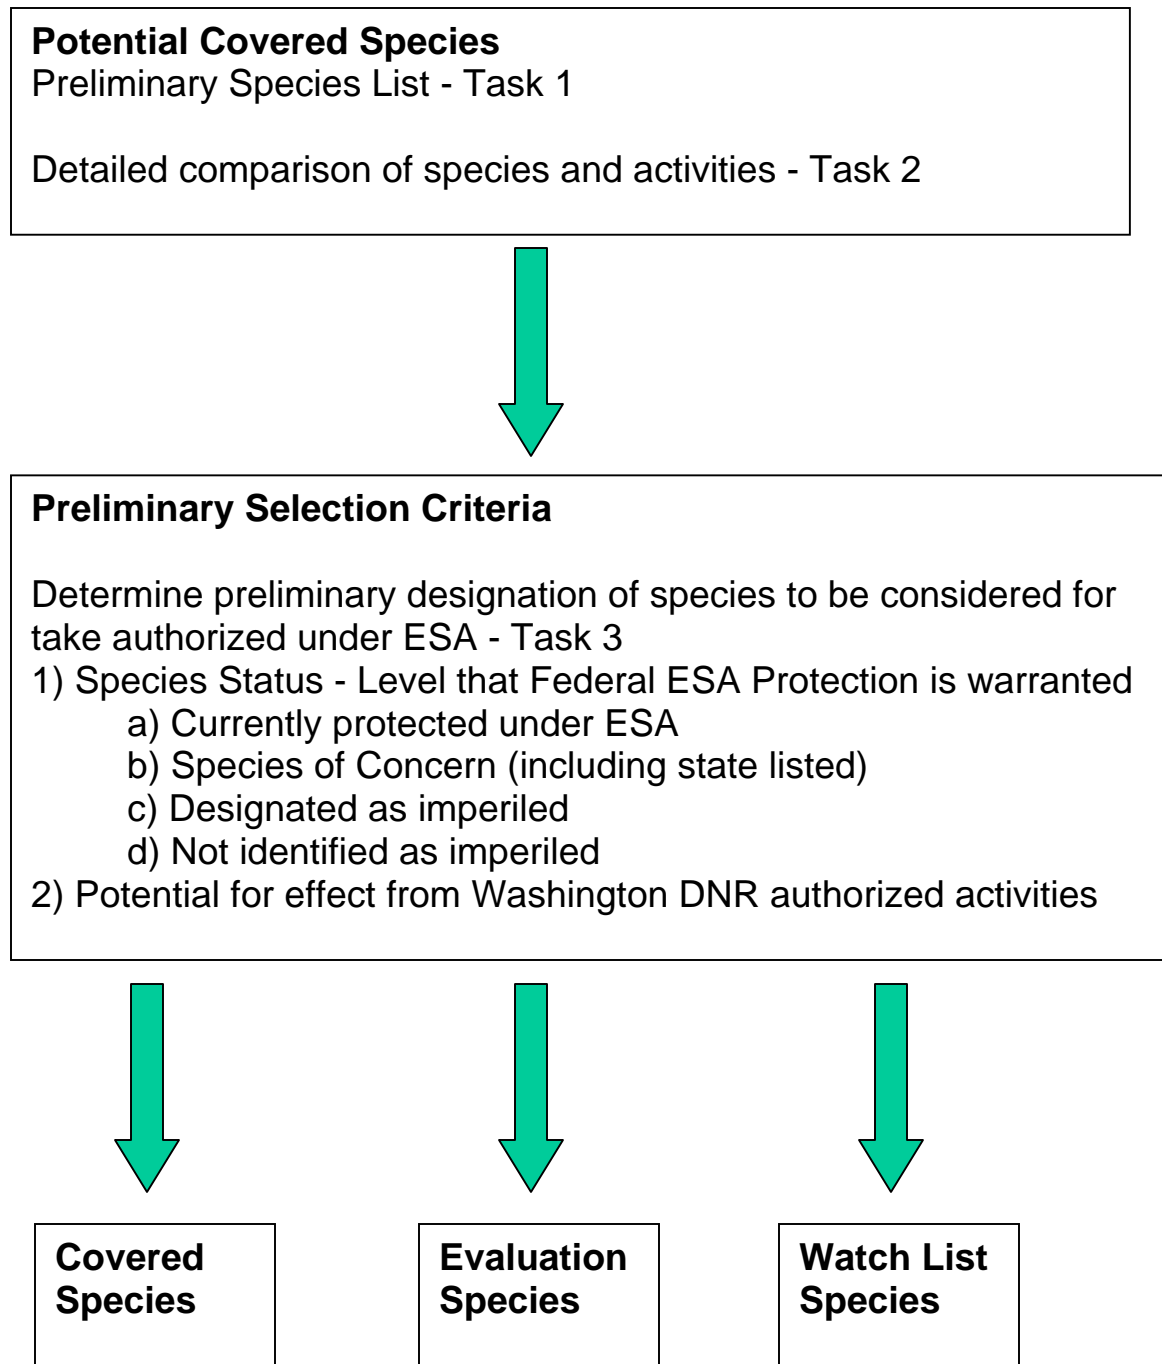 Potential Covered Species
Preliminary Species List - Task 1
Detailed comparison of species and activities - Task 2
Preliminary Selection Criteria
Determine preliminary designation of species to be considered for
take authorized under ESA - Task 3
1) Species Status - Level that Federal ESA Protection is warranted
a) Currently protected under ESA
b) Species of Concern (including state listed)
c) Designated as imperiled
d) Not identified as imperiled
2) Potential for effect from Washington DNR authorized activities
Covered
Species
Evaluation
Species
Watch List
Species